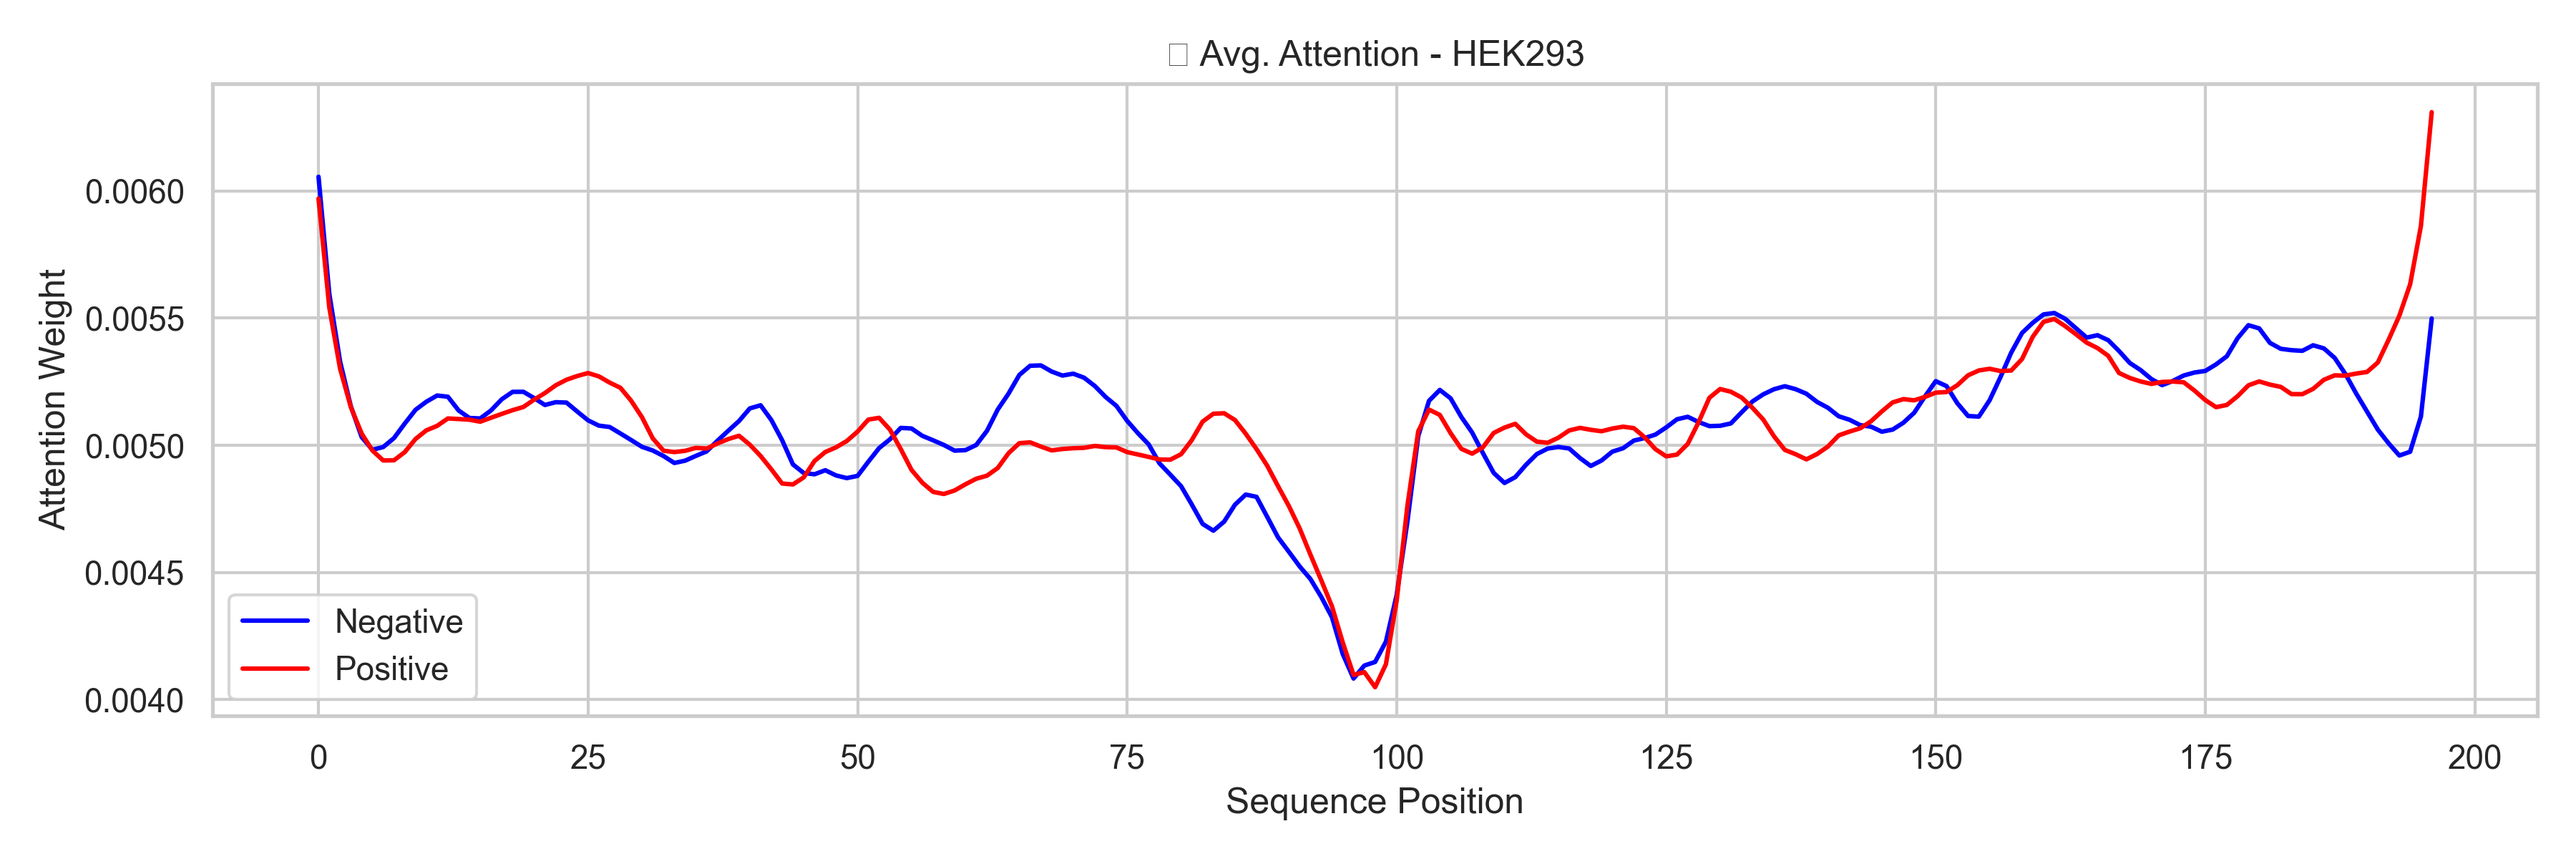 Avg. Attention - HEK293
Attention Weight
0.0060
0.0055
0.0050
0.0045
0.0040
Negative
Positive
0 25 50 75 100 125 150 175 200
Sequence Position